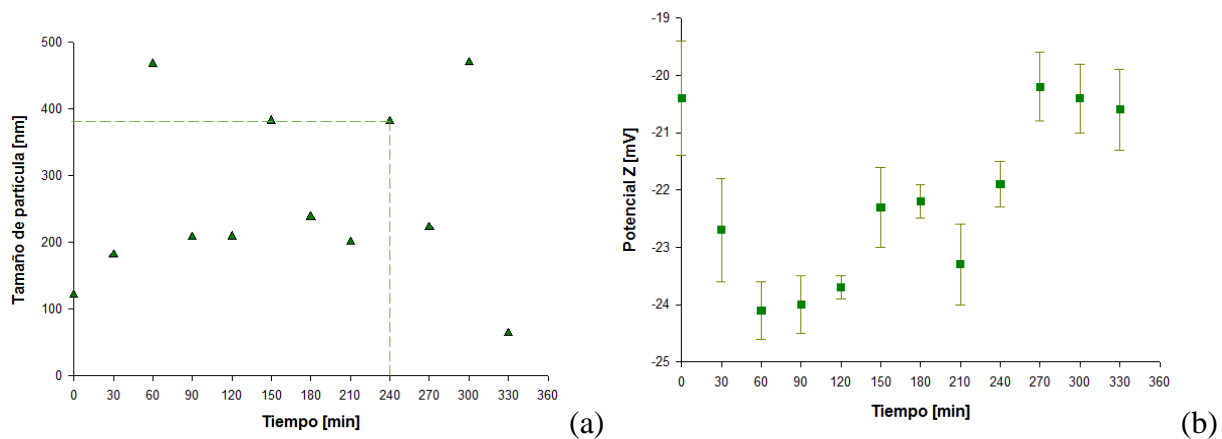 500
400
300
200
100
0
Tamaño de partícula [nm]
0 30 60 90 120 150 180 210 240 270 300 330 360
Tiempo [min]
(a)
-19
-20
-21
-22
-23
-24
-25
Potencial Z [mV]
0 30 60 90 120 150 180 210 240 270 300 330 360
Tiempo [min]
(b)